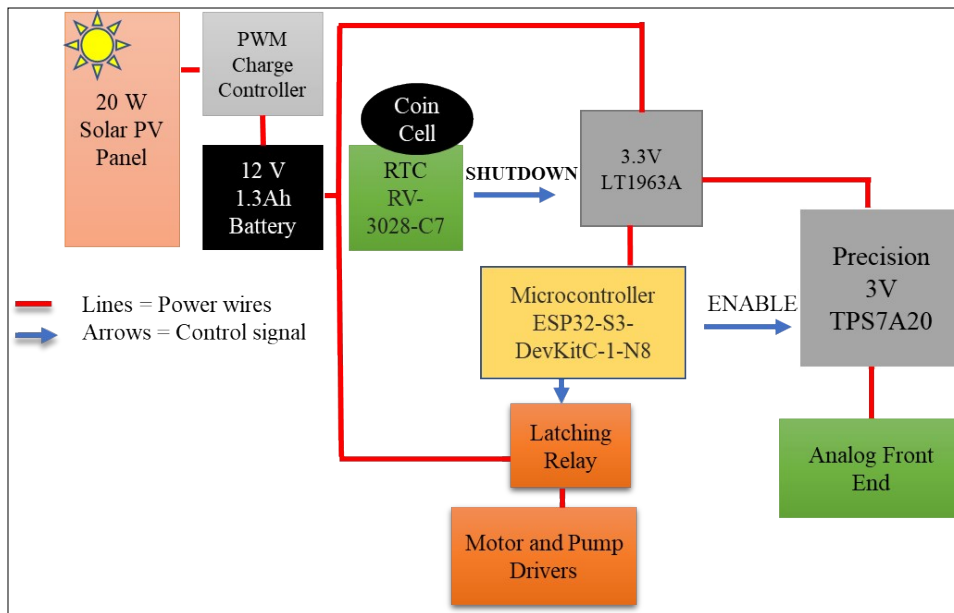 20 W
Solar PV
Panel
PWM
Charge
Controller
12 V
1.3Ah
Battery
Coin
Cell
RTC
RV-
3028-C7
SHUTDOWN
3.3V
LT1963A
Lines = Power wires
Arrows = Control signal
Microcontroller
ESP32-S3-
DevKitC-1-N8
ENABLE
Precision
3V
TPS7A20
Latching
Relay
Analog Front
End
Motor and Pump
Drivers